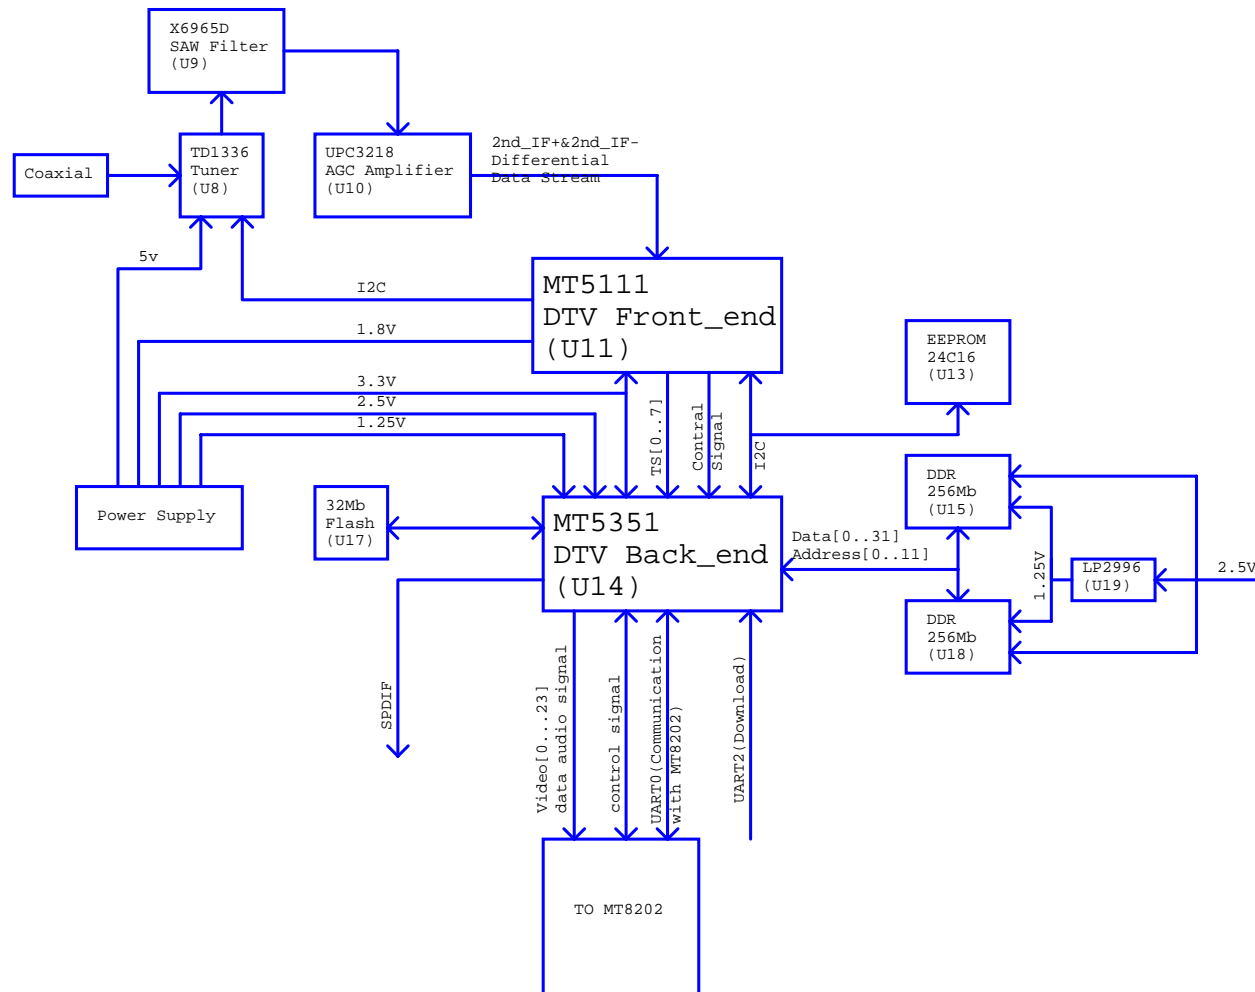 X6965D
SAW Filter
(U9)
Coaxial
TD1336
Tuner
(U8)
UPC3218
AGC Amplifier
(U10)
2nd_IF+&2nd_IF-
Differential
Data Stream
5v
I2C
1.8V
3.3V
2.5V
1.25V
MT5111
DTV Front_end
(U11)
EEPROM
24C16
(U13)
TS[0..7]
Contral
Signal
I2C
Power Supply
32Mb
Flash
(U17)
MT5351
DTV Back_end
(U14)
Data[0..31]
Address[0..11]
DDR
256Mb
(U15)
1.25V
LP2996
(U19)
2.5V
DDR
256Mb
(U18)
SPDIF
Video[0...23]
data audio signal
control signal
UART0(Communication
with MT8202)
UART2(Download)
TO MT8202